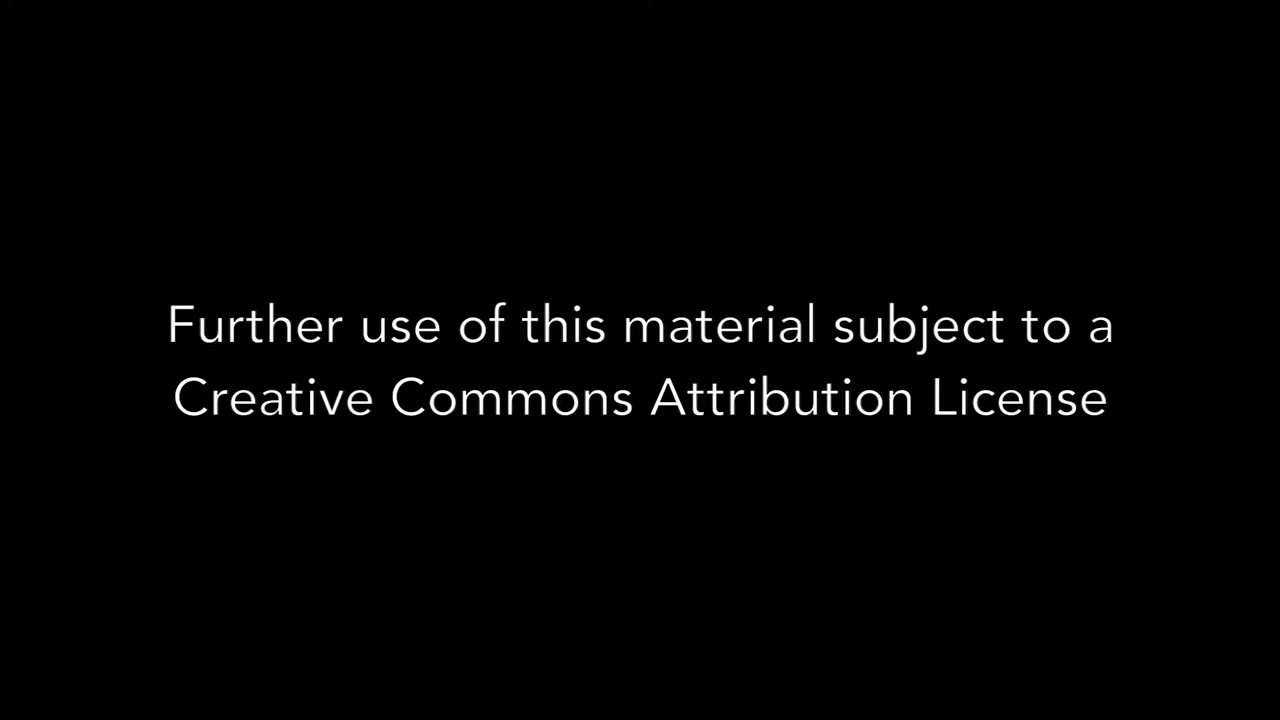 Further use of this material subject to a
Creative Commons Attribution License